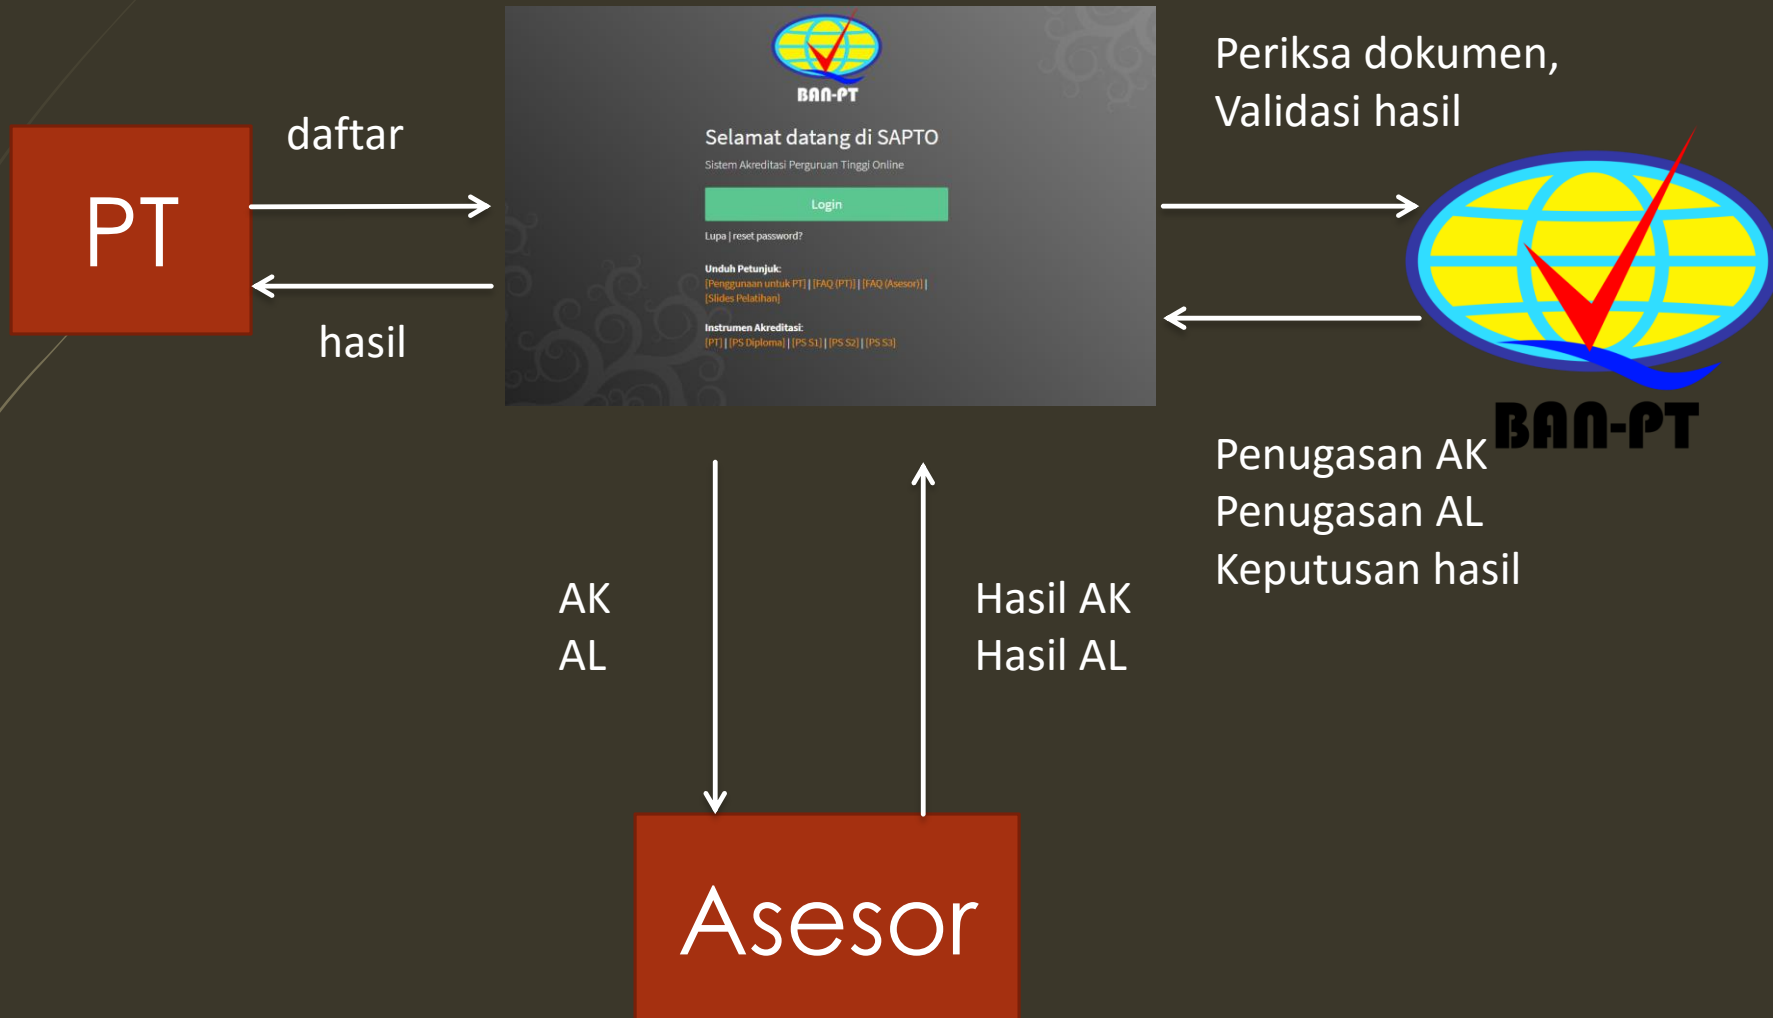 PT
daftar
hasil
BAN-PT
Selamat datang di SAPTO
Sistem Akreditasi Perguruan Tinggi Online
Login
Lupa | reset password?
Unduh Petunjuk:
[Penggunaan untuk PT] | [FAQ (PT)] | [FAQ (Asesor)] |
[Slides Pelatihan]
Instrumen Akreditasi:
[PT] | [PS Diploma] | [PS S1] | [PS S2] | [PS S3]
Periksa dokumen,
Validasi hasil
BAN-PT
Penugasan AK
Penugasan AL
Keputusan hasil
AK
AL
Hasil AK
Hasil AL
Asesor